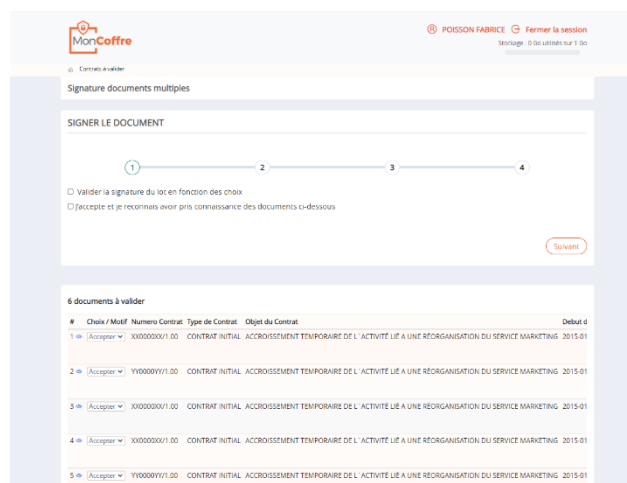 MonCoffre
POISSON FABRICE Fermer la session
Stockage : 0 Go utilisés sur 1 Go
Contrats à valider
Signature documents multiples
SIGNER LE DOCUMENT
1 2 3 4
Valider la signature du lot en fonction des choix
J'accepte et je reconnais avoir pris connaissance des documents ci-dessous
Suivant
6 documents à valider
# Choix / Motif Numero Contrat Type de Contrat Objet du Contrat Debut d
1 Accepter XX0000XX/1.00 CONTRAT INITIAL ACCROISSEMENT TEMPORAIRE DE L`ACTIVITÉ LIÉ A UNE RÉORGANISATION DU SERVICE MARKETING 2015-01
2 Accepter YY0000YY/1.00 CONTRAT INITIAL ACCROISSEMENT TEMPORAIRE DE L`ACTIVITÉ LIÉ A UNE RÉORGANISATION DU SERVICE MARKETING 2015-01
3 Accepter XX0000XX/1.00 CONTRAT INITIAL ACCROISSEMENT TEMPORAIRE DE L`ACTIVITÉ LIÉ A UNE RÉORGANISATION DU SERVICE MARKETING 2015-01
4 Accepter XX0000XX/1.00 CONTRAT INITIAL ACCROISSEMENT TEMPORAIRE DE L`ACTIVITÉ LIÉ A UNE RÉORGANISATION DU SERVICE MARKETING 2015-01
5 Accepter YY0000YY/1.00 CONTRAT INITIAL ACCROISSEMENT TEMPORAIRE DE L`ACTIVITÉ LIÉ A UNE RÉORGANISATION DU SERVICE MARKETING 2015-01